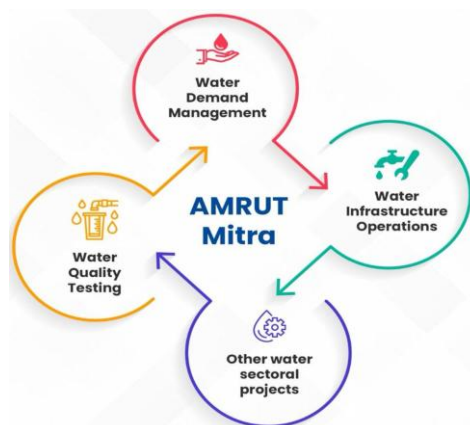 Water
Demand
Management
AMRUT
Mitra
Water
Infrastructure
Operations
Water
Quality
Testing
Other water
sectoral
projects